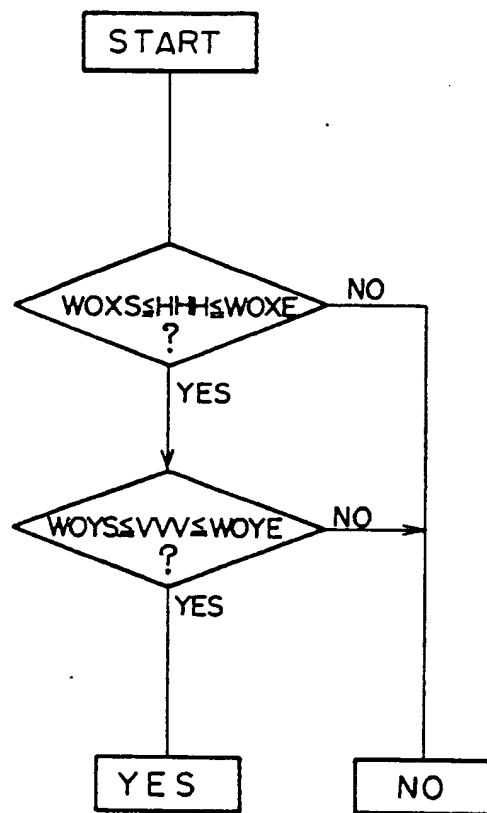 START
WOXS≦HHH≦WOXE
?
NO
YES
WOYS≦VVV≦WOYE
?
NO
YES
YES
NO